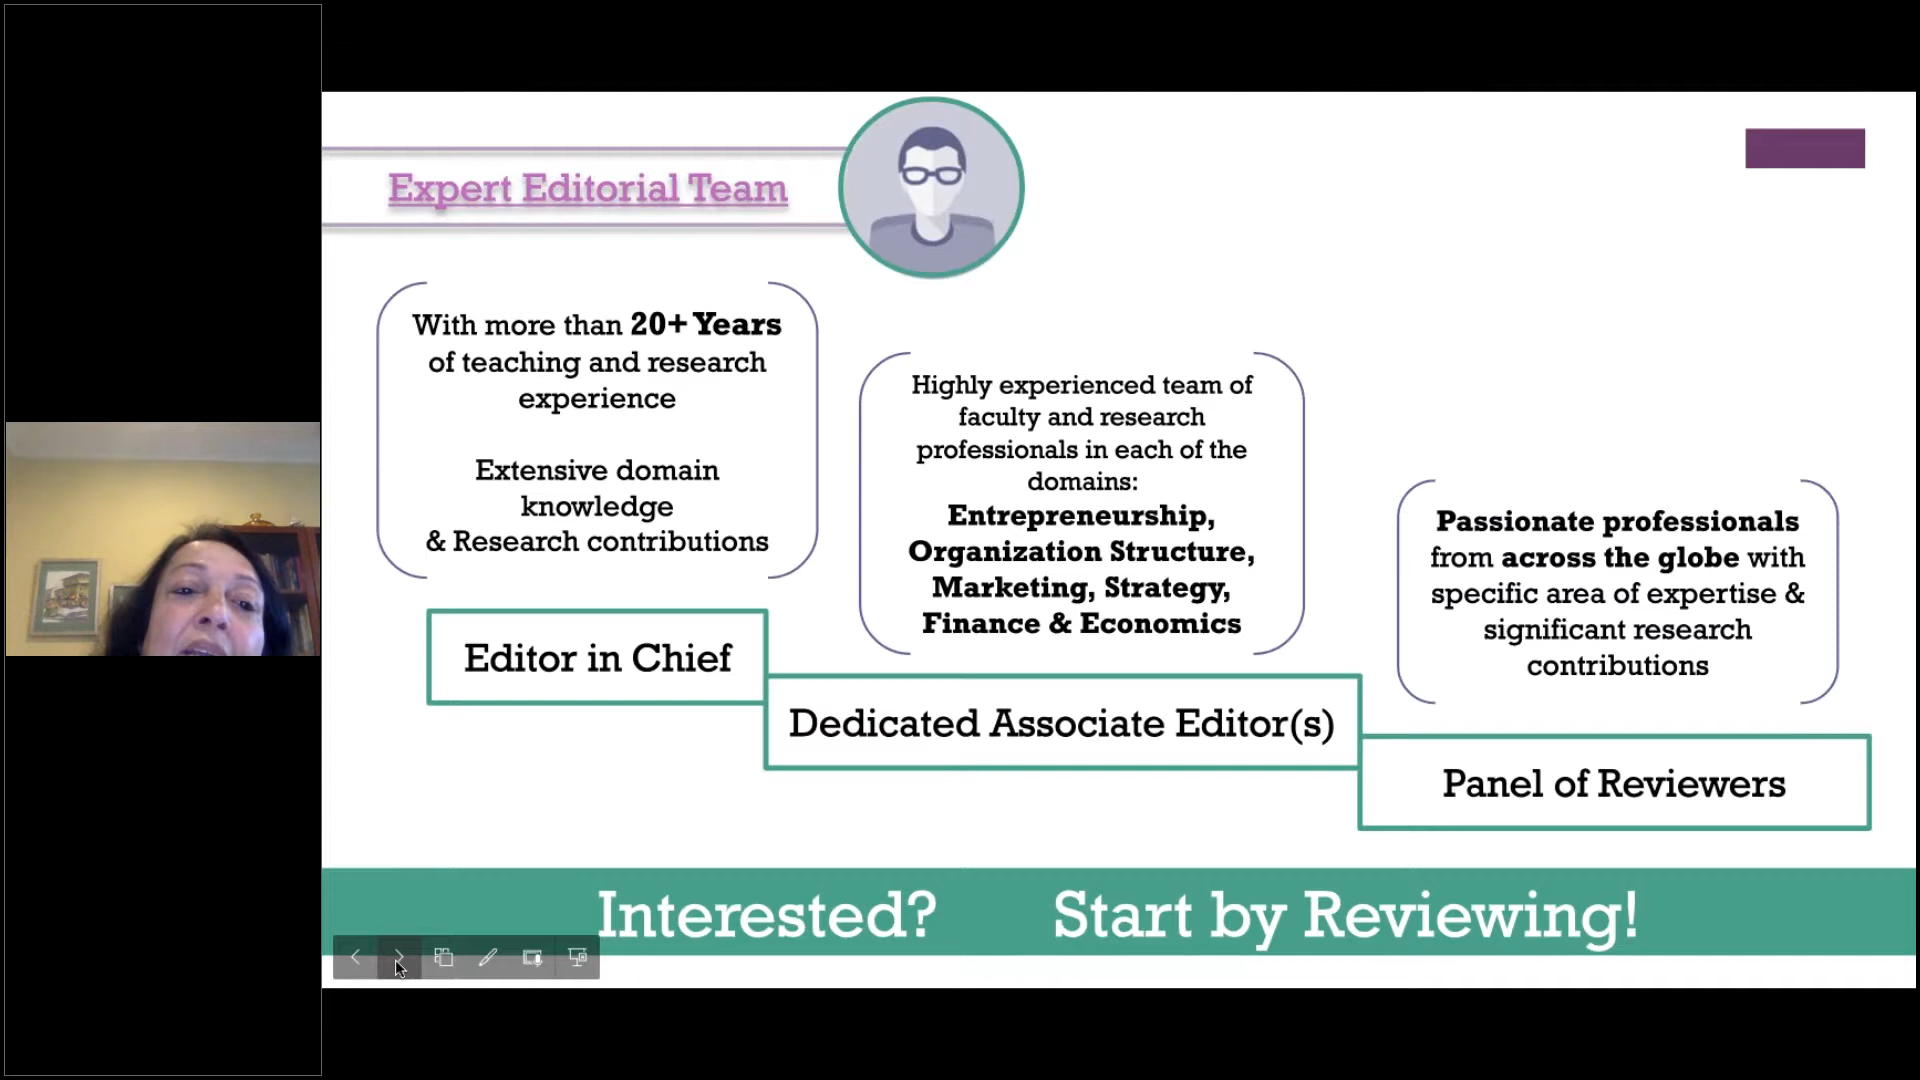 Expert Editorial Team
With more than 20+ Years
of teaching and research
experience
Extensive domain
knowledge
& Research contributions
Editor in Chief
Highly experienced team of
faculty and research
professionals in each of the
domains:
Entrepreneurship,
Organization Structure,
Marketing, Strategy,
Finance & Economics
Dedicated Associate Editor(s)
Passionate professionals
from across the globe with
specific area of expertise &
significant research
contributions
Panel of Reviewers
Interested? Start by Reviewing!